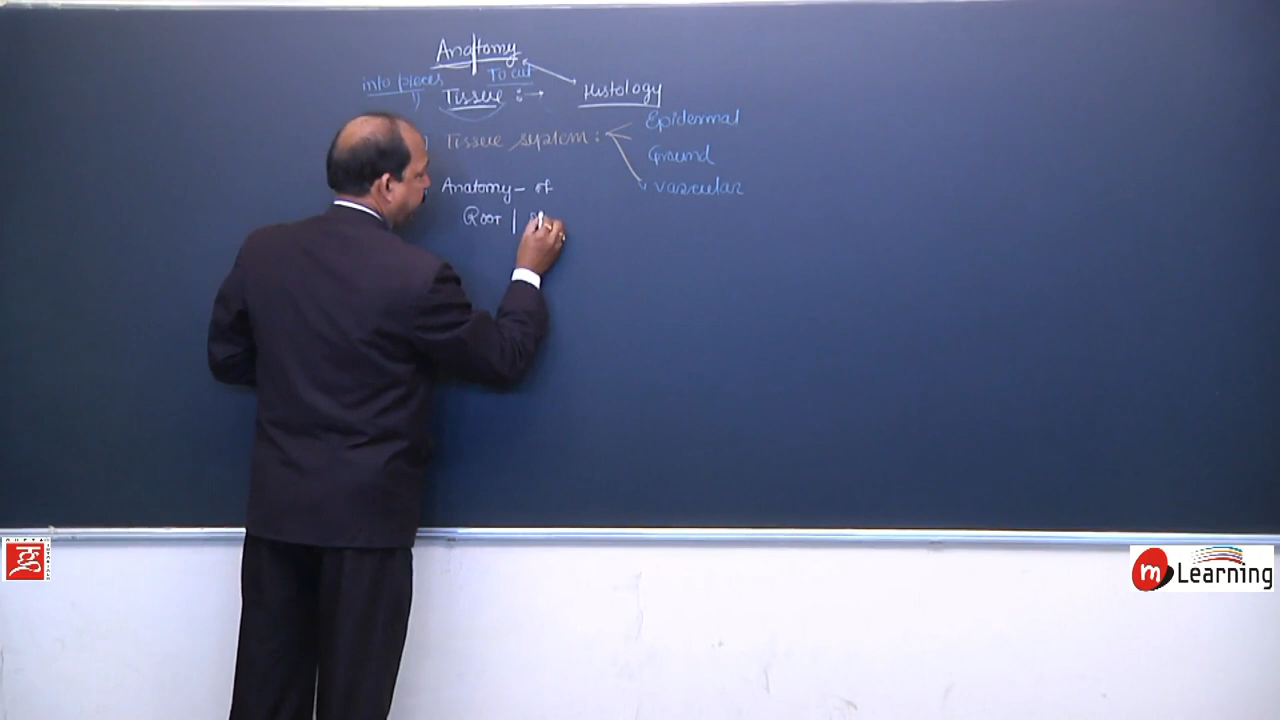 Anatomy
into pieces To cut
Tissue :→ Histology
Tissue system: Epidermal
Ground
Vascular
Anatomy - of
Root |
m Learning